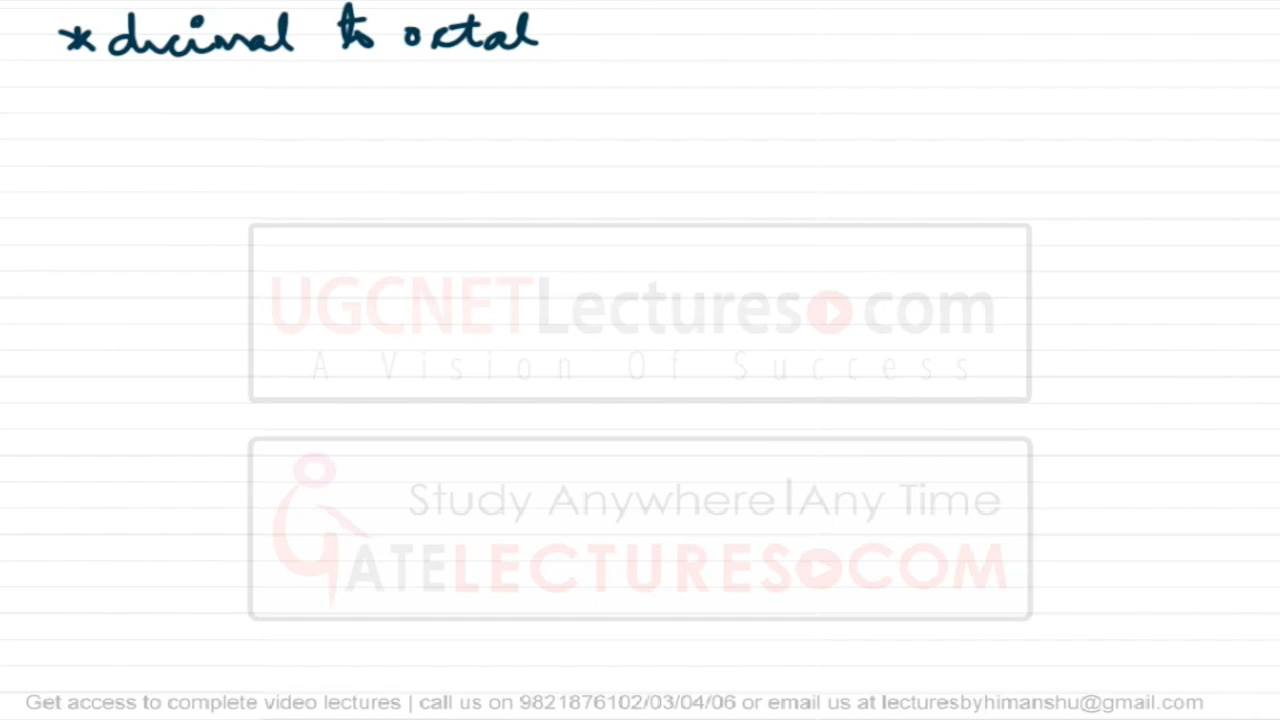 * decimal to octal
UGCNETLectures.com
A Vision Of Success
Study Anywhere|Any Time
GATELECTURES.COM
Get access to complete video lectures | call us on 9821876102/03/04/06 or email us at lecturesbyhimanshu@gmail.com